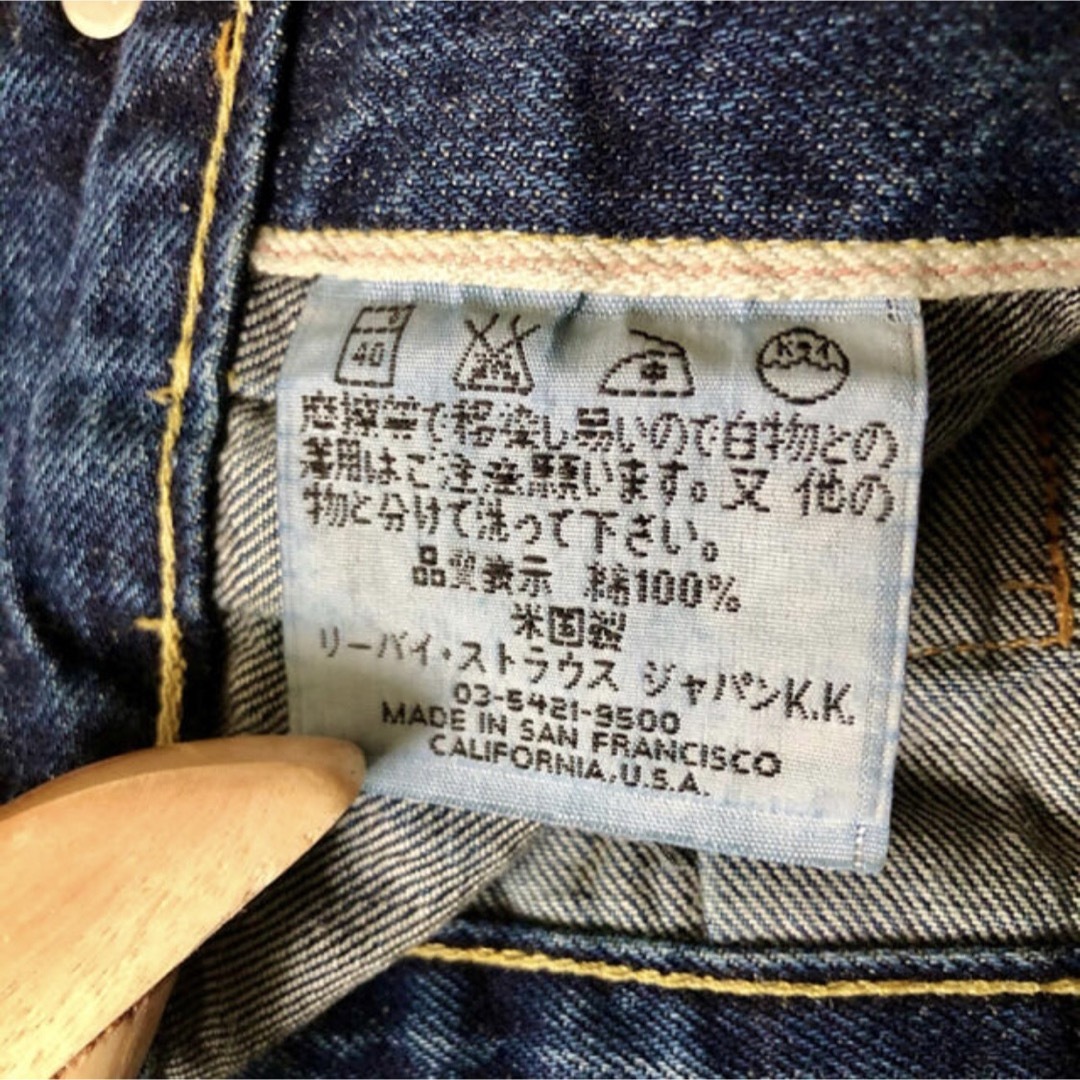 40 中 ドライ
摩擦等で移染し易いので白物との
着用はご注意願います。又 他の
物と分けて洗って下さい。
品質表示 綿100%
米国製
リーバイ・ストラウス ジャパンK.K.
03-5421-9500
MADE IN SAN FRANCISCO
CALIFORNIA, U.S.A.